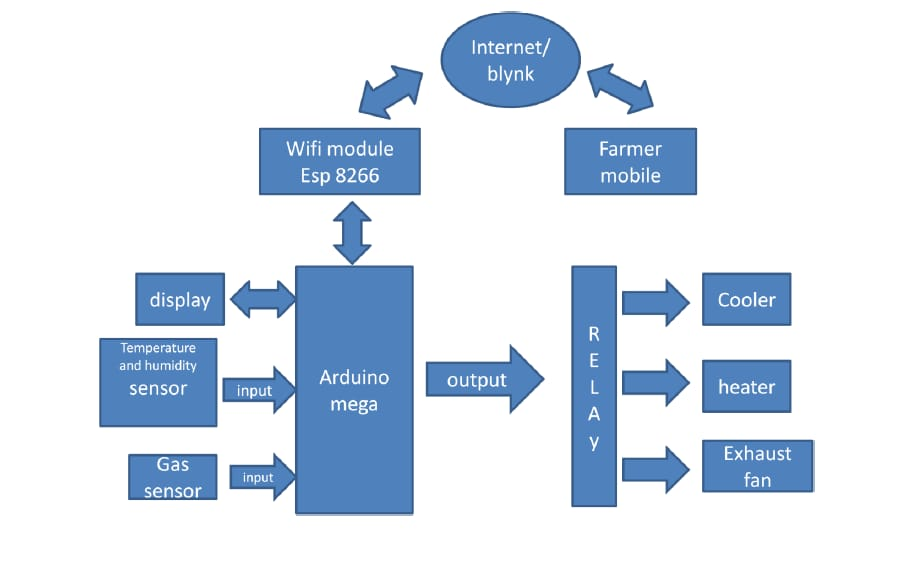 Internet/
blynk
Wifi module
Esp 8266
Farmer
mobile
display
Temperature
and humidity
sensor
input
Gas
sensor
input
Arduino
mega
output
R
E
L
A
y
Cooler
heater
Exhaust
fan